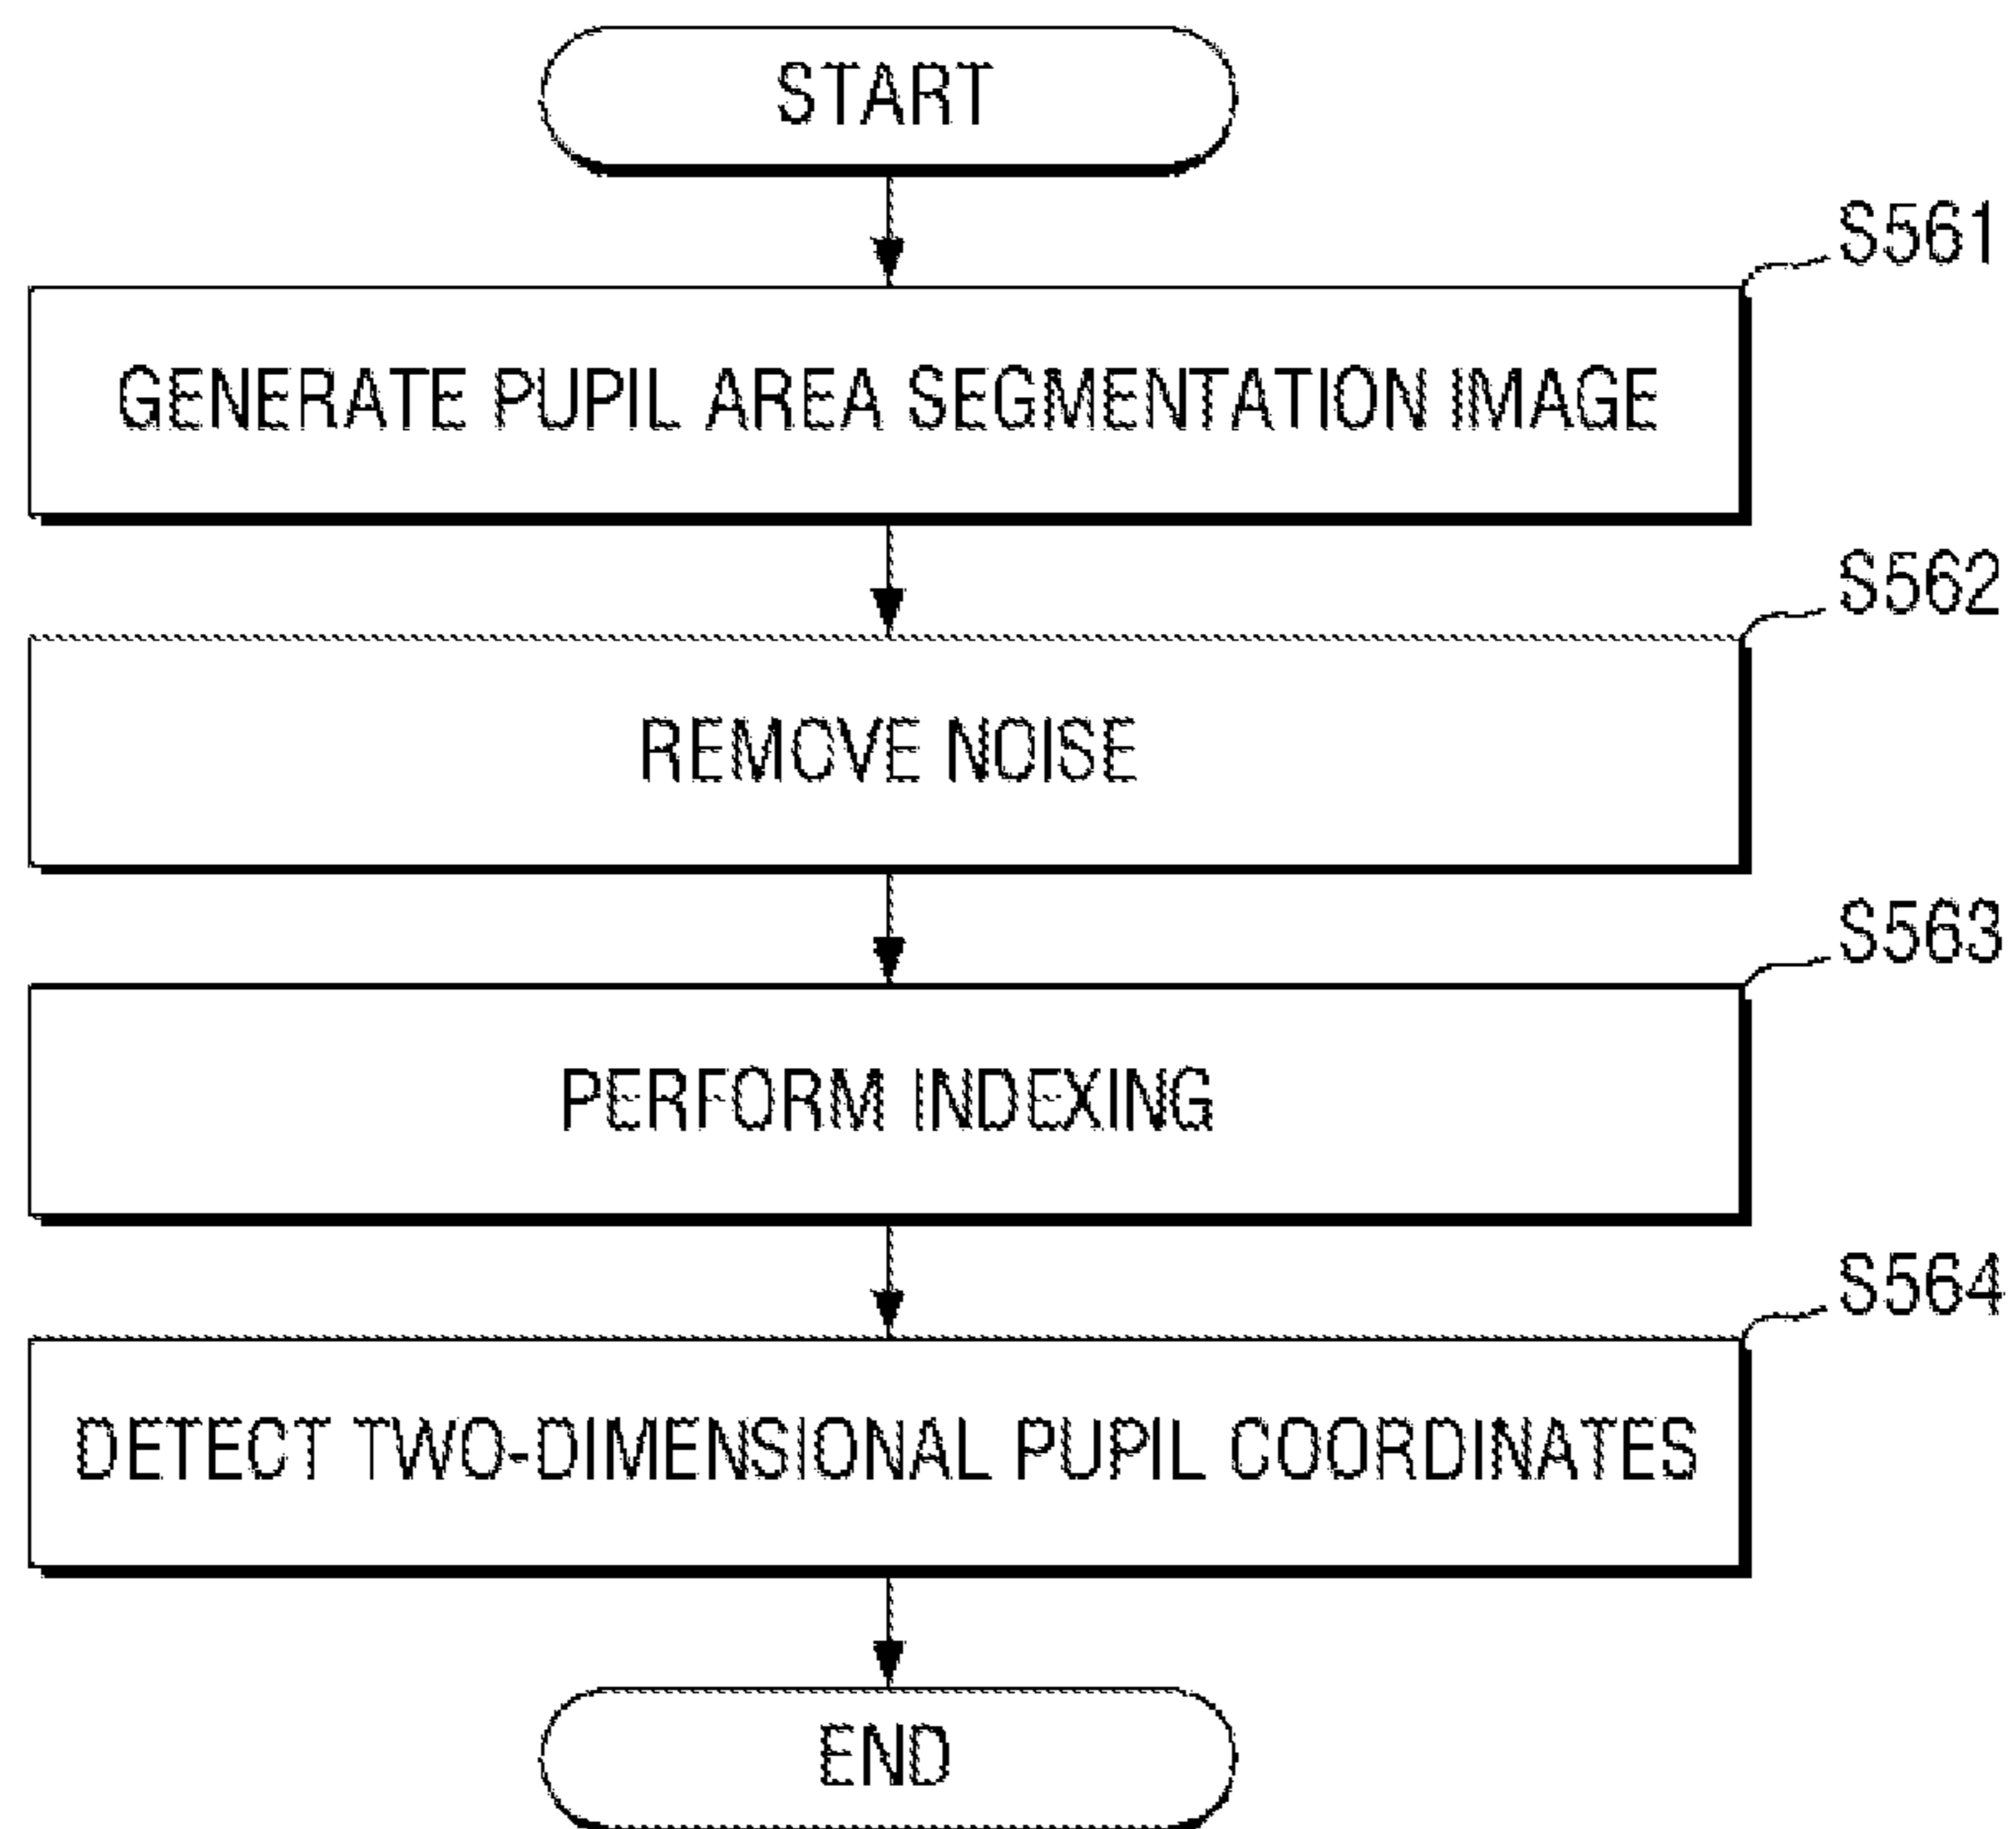 START
S561
GENERATE PUPIL AREA SEGMENTATION IMAGE
S562
REMOVE NOISE
S563
PERFORM INDEXING
S564
DETECT TWO-DIMENSIONAL PUPIL COORDINATES
END